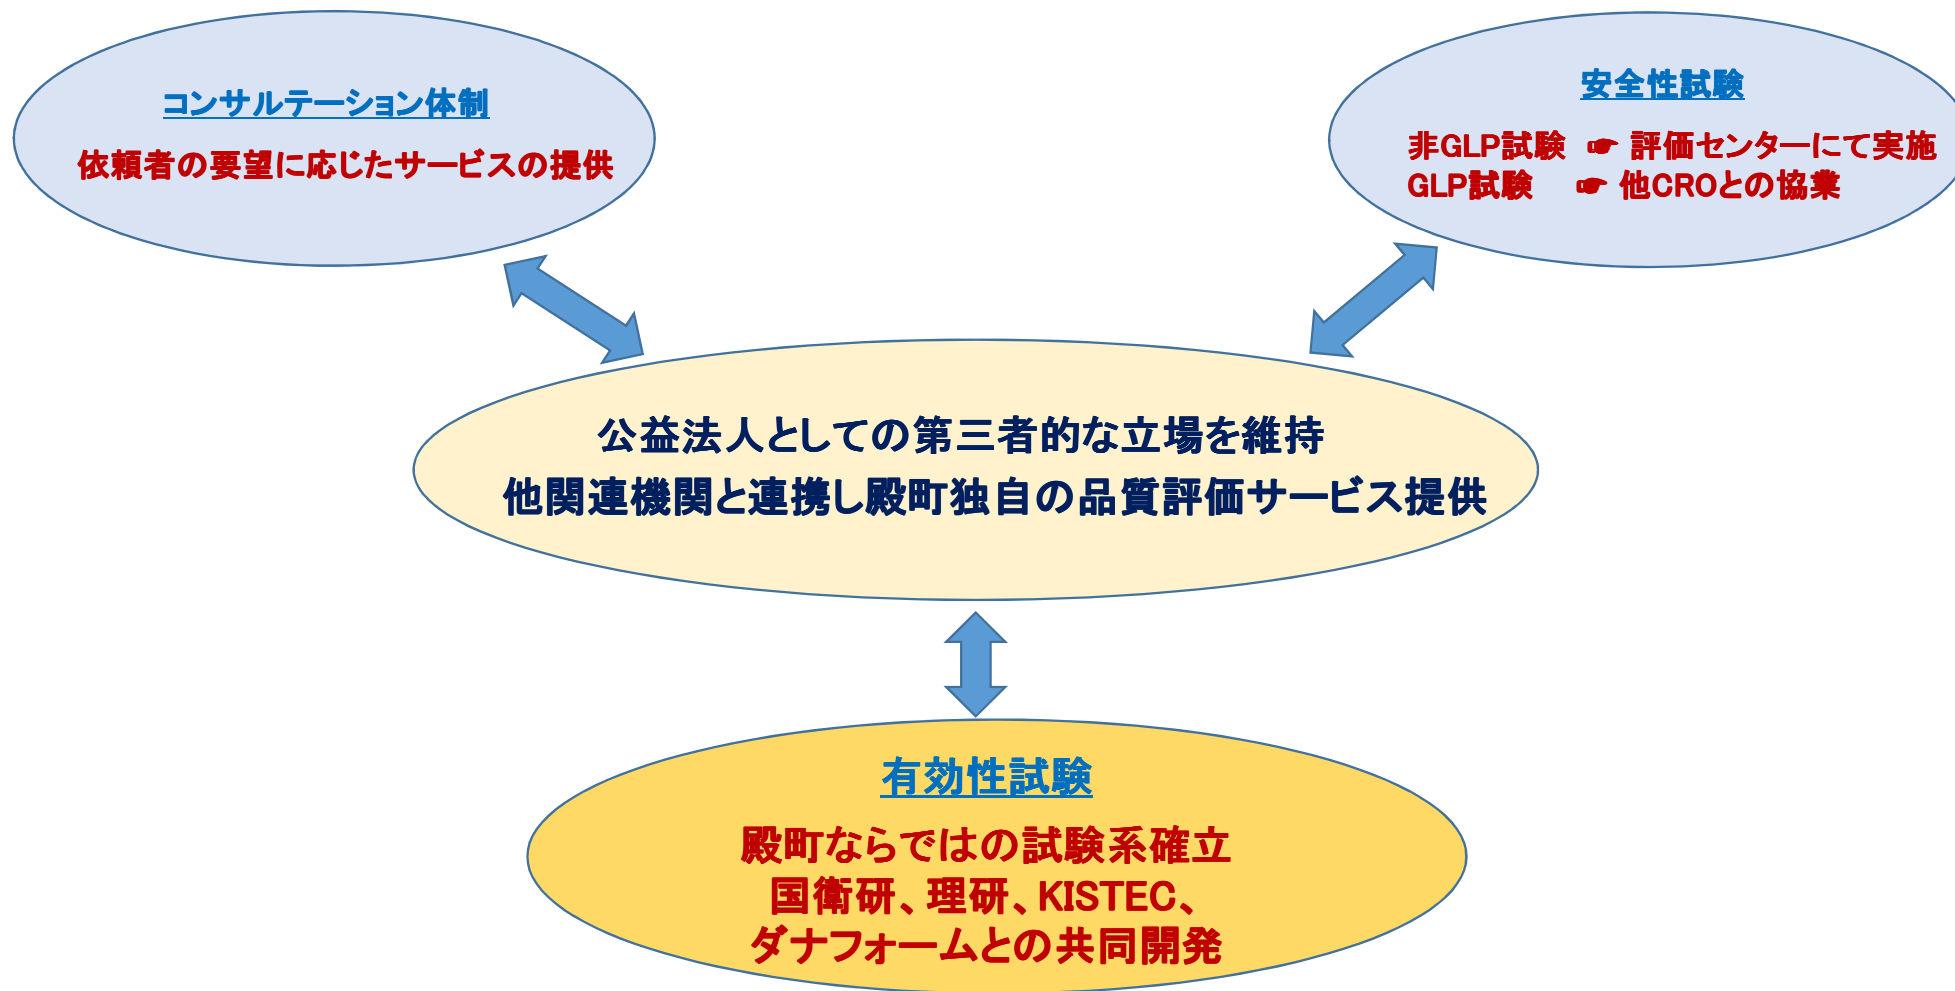 コンサルテーション体制
依頼者の要望に応じたサービスの提供
安全性試験
非GLP試験 ☛ 評価センターにて実施
GLP試験 ☛ 他CROとの協業
公益法人としての第三者的な立場を維持
他関連機関と連携し殿町独自の品質評価サービス提供
有効性試験
殿町ならではの試験系確立
国衛研、理研、KISTEC、
ダナフォームとの共同開発